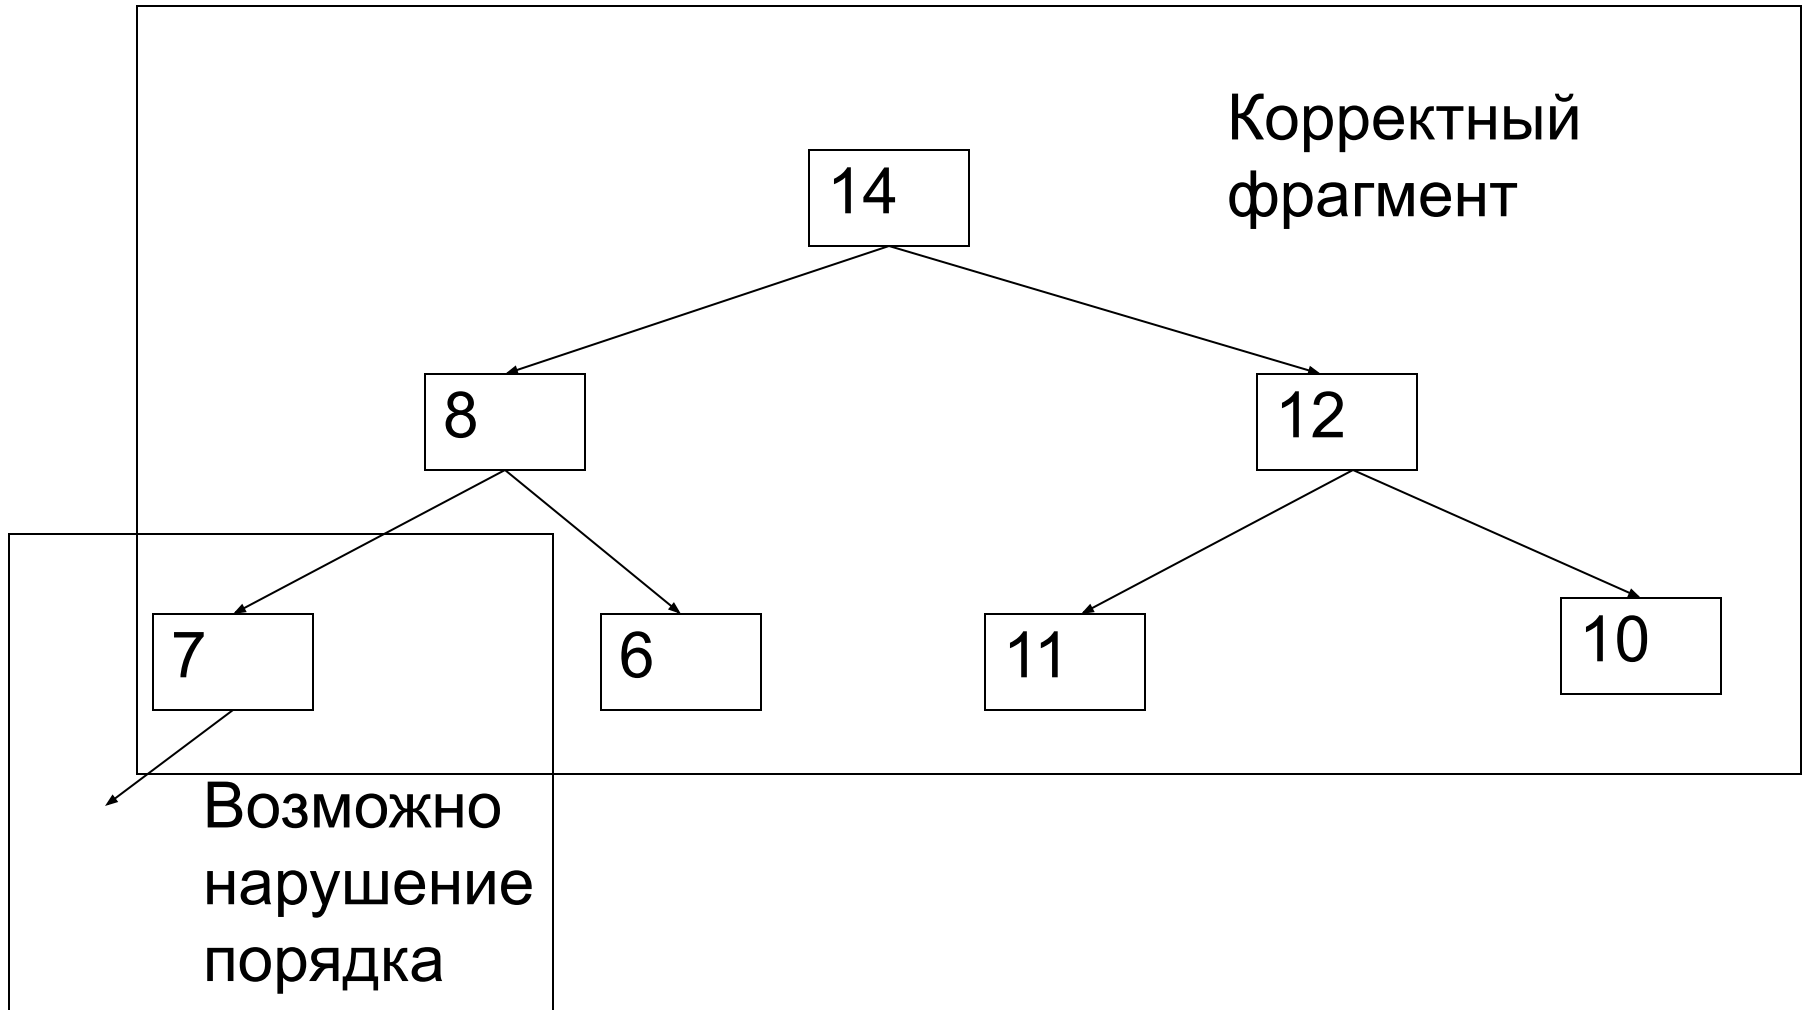 Корректный
фрагмент
14
8
12
7
6
11
10
Возможно
нарушение
порядка